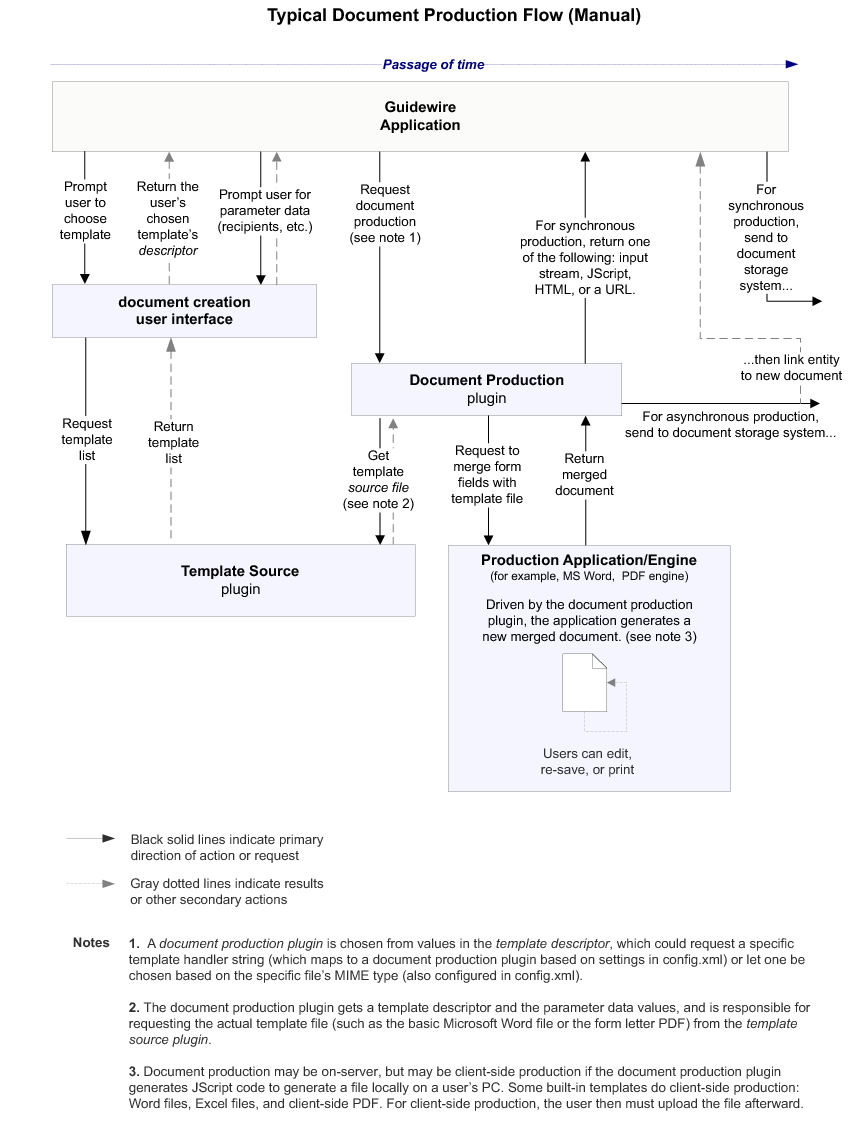 Typical Document Production Flow (Manual)
Passage of time
Guidewire
Application
Prompt
user to
choose
template
Return the
user's
chosen
template's
descriptor
Prompt user for
parameter data
(recipients, etc.)
Request
document
production
(see note 1)
For synchronous
production, return one
of the following: input
stream, JScript,
HTML, or a URL.
For
synchronous
production,
send to
document
storage
system...
document creation
user interface
...then link entity
to new document
Document Production
plugin
For asynchronous production,
send to document storage system...
Request
template
list
Return
template
list
Get
template
source file
(see note 2)
Request to
merge form
fields with
template file
Return
merged
document
Template Source
plugin
Production Application/Engine
(for example, MS Word, PDF engine)
Driven by the document production
plugin, the application generates a
new merged document. (see note 3)
Users can edit,
re-save, or print
Black solid lines indicate primary
direction of action or request
Gray dotted lines indicate results
or other secondary actions
Notes 1. A document production plugin is chosen from values in the template descriptor, which could request a specific
template handler string (which maps to a document production plugin based on settings in config.xml) or let one be
chosen based on the specific file's MIME type (also configured in config.xml).
2. The document production plugin gets a template descriptor and the parameter data values, and is responsible for
requesting the actual template file (such as the basic Microsoft Word file or the form letter PDF) from the template
source plugin.
3. Document production may be on-server, but may be client-side production if the document production plugin
generates JScript code to generate a file locally on a user's PC. Some built-in templates do client-side production:
Word files, Excel files, and client-side PDF. For client-side production, the user then must upload the file afterward.